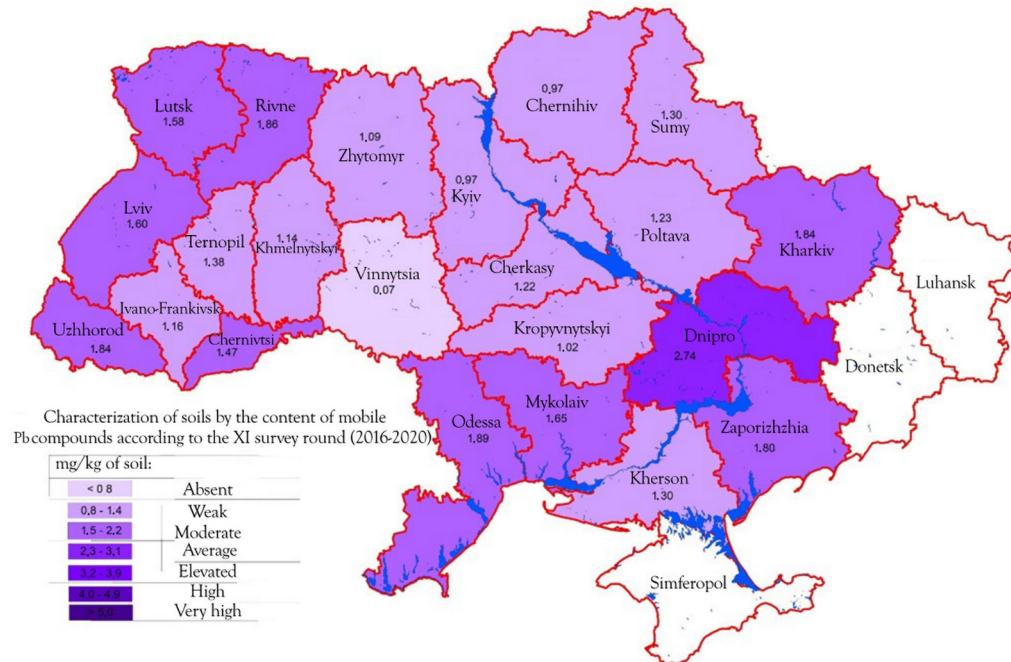 0,97
Chernihiv
1,30
Sumy
Lutsk
1,58
Rivne
1,86
1,09
Zhytomyr
0,97
Kyiv
Lviv
1,60
Ternopil
1,38
1,14
Khmelnytskyi
1,23
Poltava
1,84
Kharkiv
Vinnytsia
0,07
Cherkasy
1,22
Luhansk
Ivano-Frankivsk
1,16
Uzhhorod
1,84
Chernivtsi
1,47
Kropyvnytskyi
1,02
Dnipro
2,74
Donetsk
Mykolaiv
1,65
Odessa
1,89
Zaporizhzhia
1,80
Kherson
1,30
Simferopol
Characterization of soils by the content of mobile
Pb compounds according to the XI survey round (2016-2020)
mg/kg of soil:
< 0 8 Absent
0,8 - 1,4 Weak
1,5 - 2,2 Moderate
2,3 - 3,1 Average
3,2 - 3,9 Elevated
4,0 - 4,9 High
> 5,0 Very high